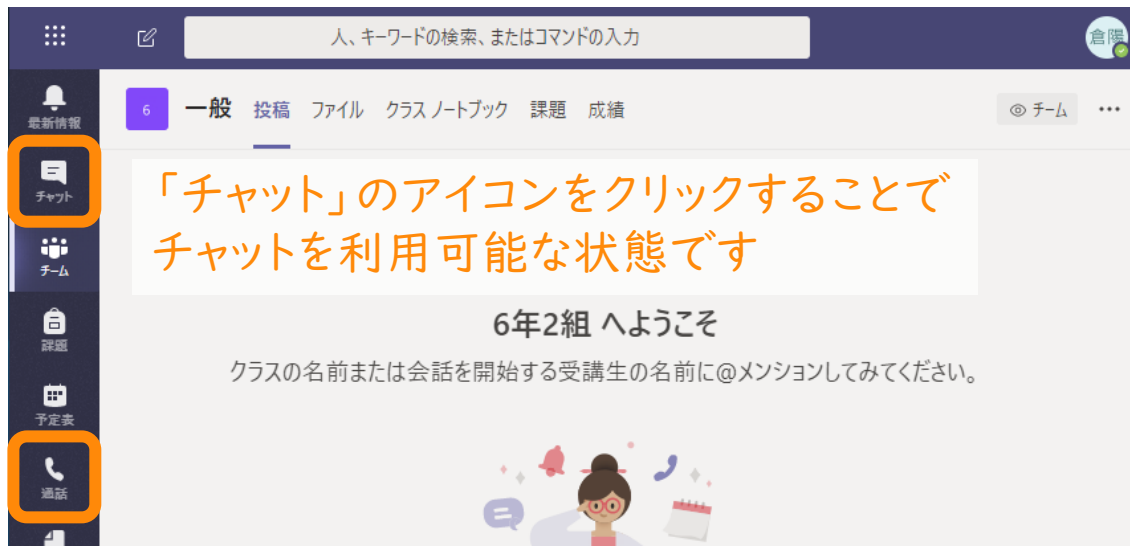 人、キーワードの検索、またはコマンドの入力
倉陽
最新情報
6 一般 投稿 ファイル クラス ノートブック 課題 成績 チーム
チャット
「チャット」のアイコンをクリックすることで
チャットを利用可能な状態です
チーム
6年2組 へようこそ
課題
クラスの名前または会話を開始する受講生の名前に@メンションしてみてください。
予定表
通話